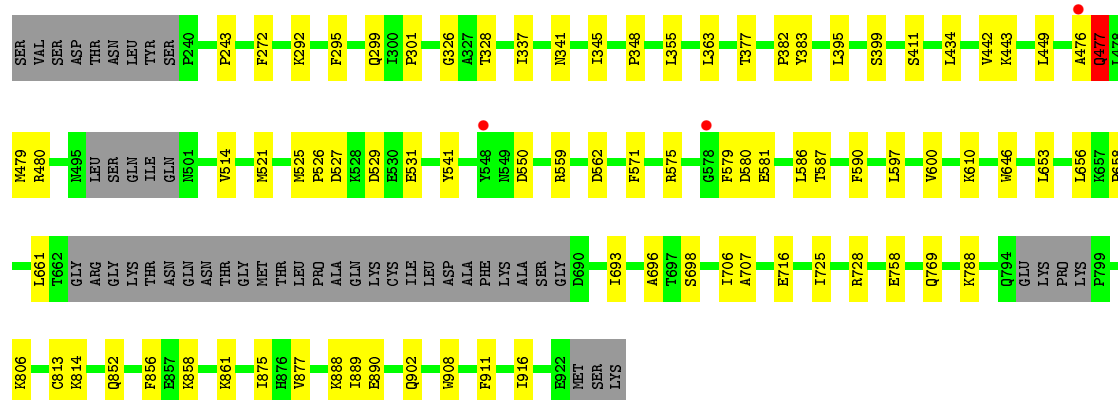 SER VAL SER ASP THR ASN LEU TYR SER P240 P243 F272 K292 F295 Q299 I300 P301 G326 A327 T328 I337 N341 I345 P348 L355 L363 T377 P382 Y383 L395 S399 S411 L434 V442 K443 L449 A476 Q477 L478
M479 R480 N495 LEU SER GLN ILE GLN N501 V514 M521 M525 P526 D527 K528 D529 E530 E531 Y541 Y548 N549 D550 R559 D562 F571 R575 G578 F579 D580 E581 L586 T587 F590 L597 V600 K610 W646 L653 L656 K657 P658
L661 T662 GLY ARG GLY LYS THR ASN GLN ASN THR GLY MET THR LEU PRO ALA GLN LYS CYS ILE LEU ASP ALA PHE LYS ALA SER GLY D690 I693 A696 T697 S698 I706 A707 E716 I725 R728 E758 Q769 K788 Q794 GLU LYS PRO LYS P799
K806 C813 K814 Q852 F856 E857 K858 K861 I875 H876 V877 K888 I889 E890 Q902 W908 F911 I916 E922 MET SER LYS